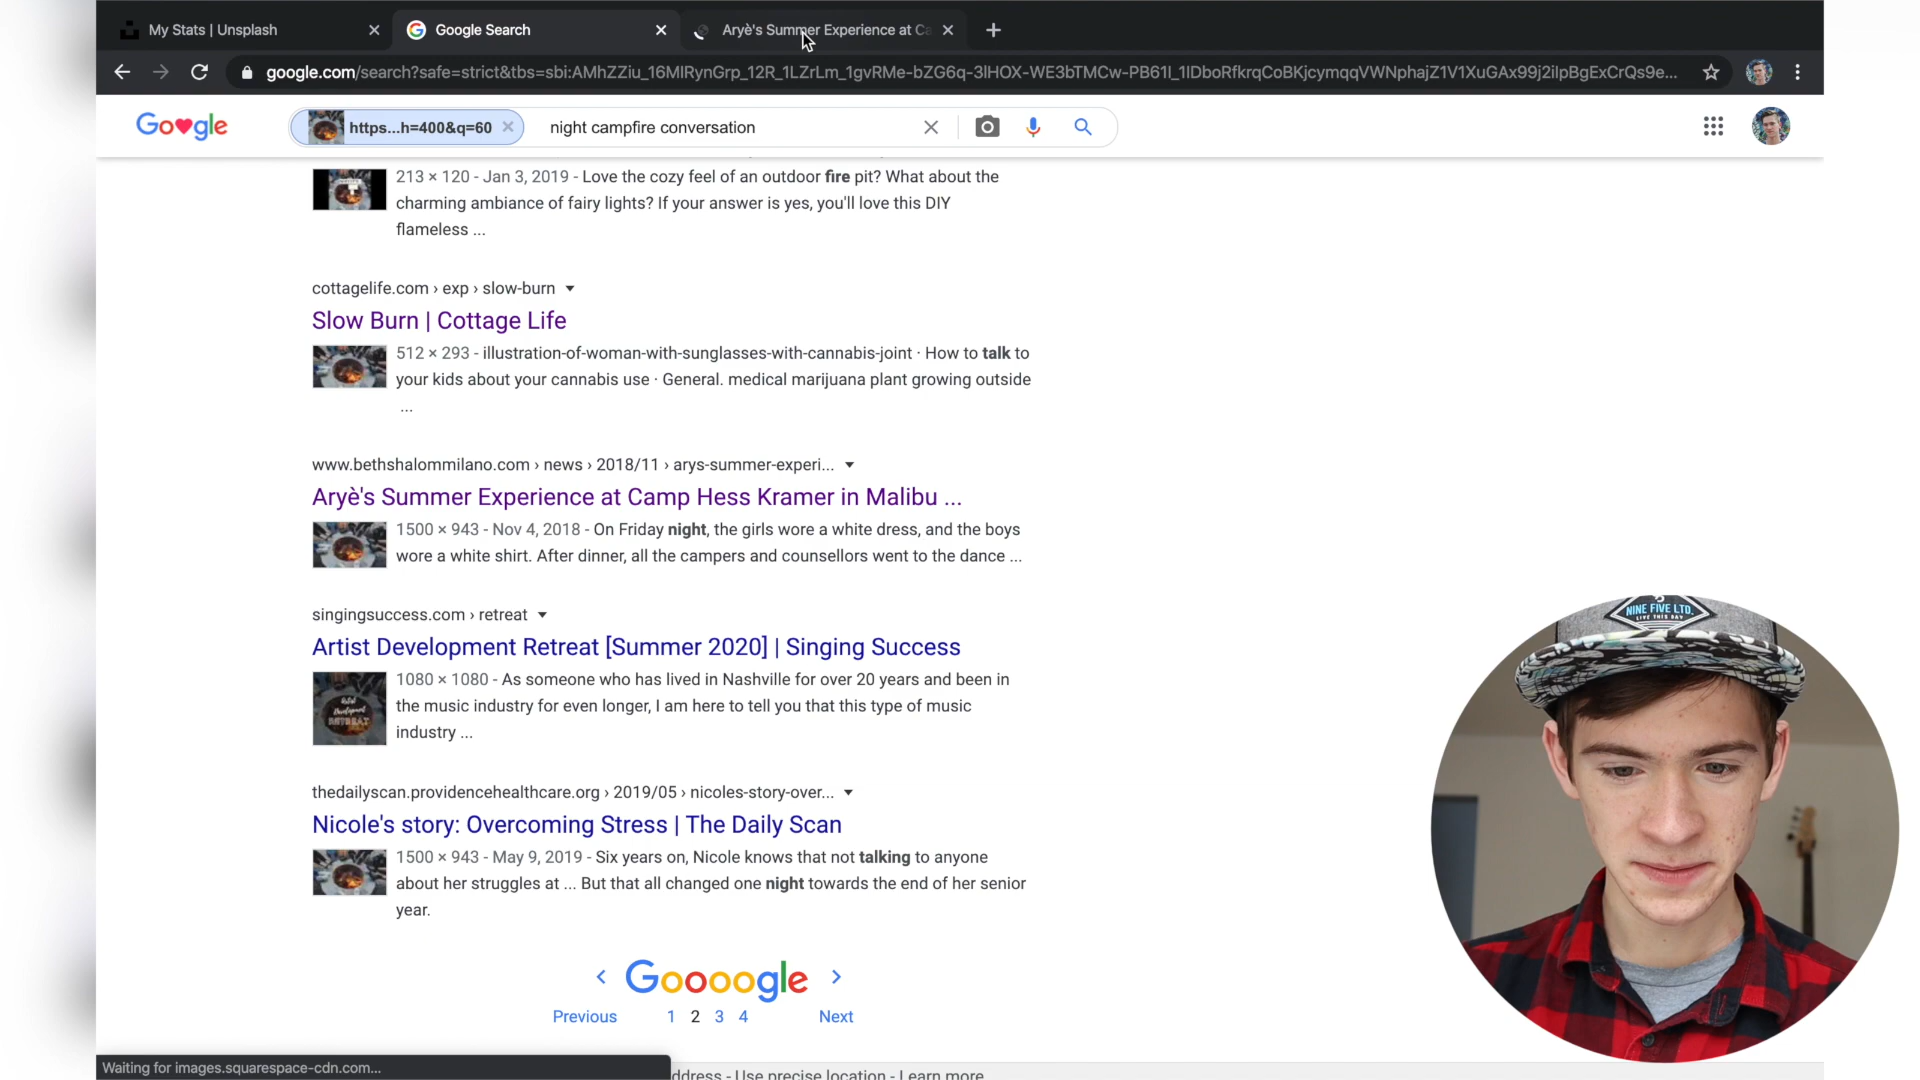 My Stats | Unsplash
Google Search
Aryè's Summer Experience at Ca
google.com/search?safe=strict&tbs=sbi:AMhZZiu_16MIRynGrp_12R_1LZrLm_1gvRMe-bZG6q-3lHOX-WE3bTMCw-PB61l_1IDboRfkrqCoBKjcymqqVWNphajZ1V1XuGAx99j2iIpBgExCrQs9e...
Google
https...h=400&q=60
night campfire conversation
213 × 120 - Jan 3, 2019 - Love the cozy feel of an outdoor fire pit? What about the
charming ambiance of fairy lights? If your answer is yes, you'll love this DIY
flameless ...
cottagelife.com › exp › slow-burn
Slow Burn | Cottage Life
512 × 293 - illustration-of-woman-with-sunglasses-with-cannabis-joint · How to talk to
your kids about your cannabis use · General. medical marijuana plant growing outside
...
www.bethshalommilano.com › news › 2018/11 › arys-summer-experi...
Aryè's Summer Experience at Camp Hess Kramer in Malibu ...
1500 × 943 - Nov 4, 2018 - On Friday night, the girls wore a white dress, and the boys
wore a white shirt. After dinner, all the campers and counsellors went to the dance ...
singingsuccess.com › retreat
Artist Development Retreat [Summer 2020] | Singing Success
1080 × 1080 - As someone who has lived in Nashville for over 20 years and been in
the music industry for even longer, I am here to tell you that this type of music
industry ...
thedailyscan.providencehealthcare.org › 2019/05 › nicoles-story-over...
Nicole's story: Overcoming Stress | The Daily Scan
1500 × 943 - May 9, 2019 - Six years on, Nicole knows that not talking to anyone
about her struggles at ... But that all changed one night towards the end of her senior
year.
NINE FIVE LTD.
LIVE THIS DAY
Goooogle
Previous 1 2 3 4 Next
Waiting for images.squarespace-cdn.com...
ddress - Use precise location - Learn more